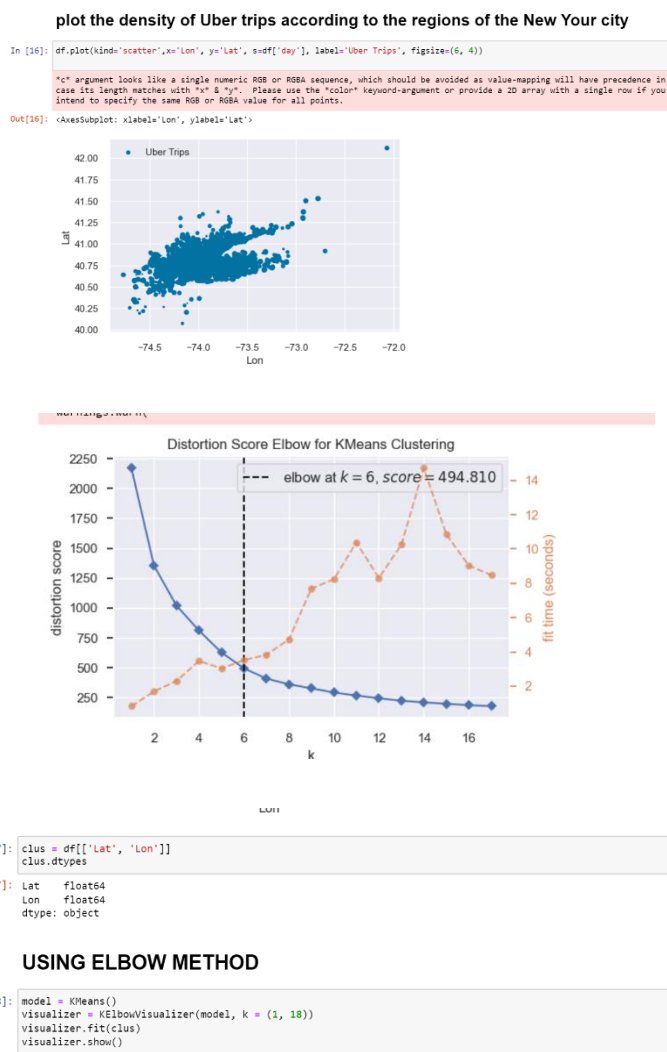 plot the density of Uber trips according to the regions of the New Your city
In [16]: df.plot(kind='scatter',x='Lon', y='Lat', s=df['day'], label='Uber Trips', figsize=(6, 4))
*c* argument looks like a single numeric RGB or RGBA sequence, which should be avoided as value-mapping will have precedence in
case its length matches with *x* & *y*.  Please use the *color* keyword-argument or provide a 2D array with a single row if you
intend to specify the same RGB or RGBA value for all points.
Out[16]: <AxesSubplot: xlabel='Lon', ylabel='Lat'>
Uber Trips
42.00
41.75
41.50
41.25
41.00
40.75
40.50
40.25
40.00
Lat
−74.5 −74.0 −73.5 −73.0 −72.5 −72.0
Lon
warnings.warn(
Distortion Score Elbow for KMeans Clustering
elbow at k = 6, score = 494.810
2250
2000
1750
1500
1250
1000
750
500
250
distortion score
14
12
10
8
6
4
2
fit time (seconds)
2 4 6 8 10 12 14 16
k
Lon
]: clus = df[['Lat', 'Lon']]
clus.dtypes
]: Lat    float64
Lon    float64
dtype: object
USING ELBOW METHOD
]: model = KMeans()
visualizer = KElbowVisualizer(model, k = (1, 18))
visualizer.fit(clus)
visualizer.show()